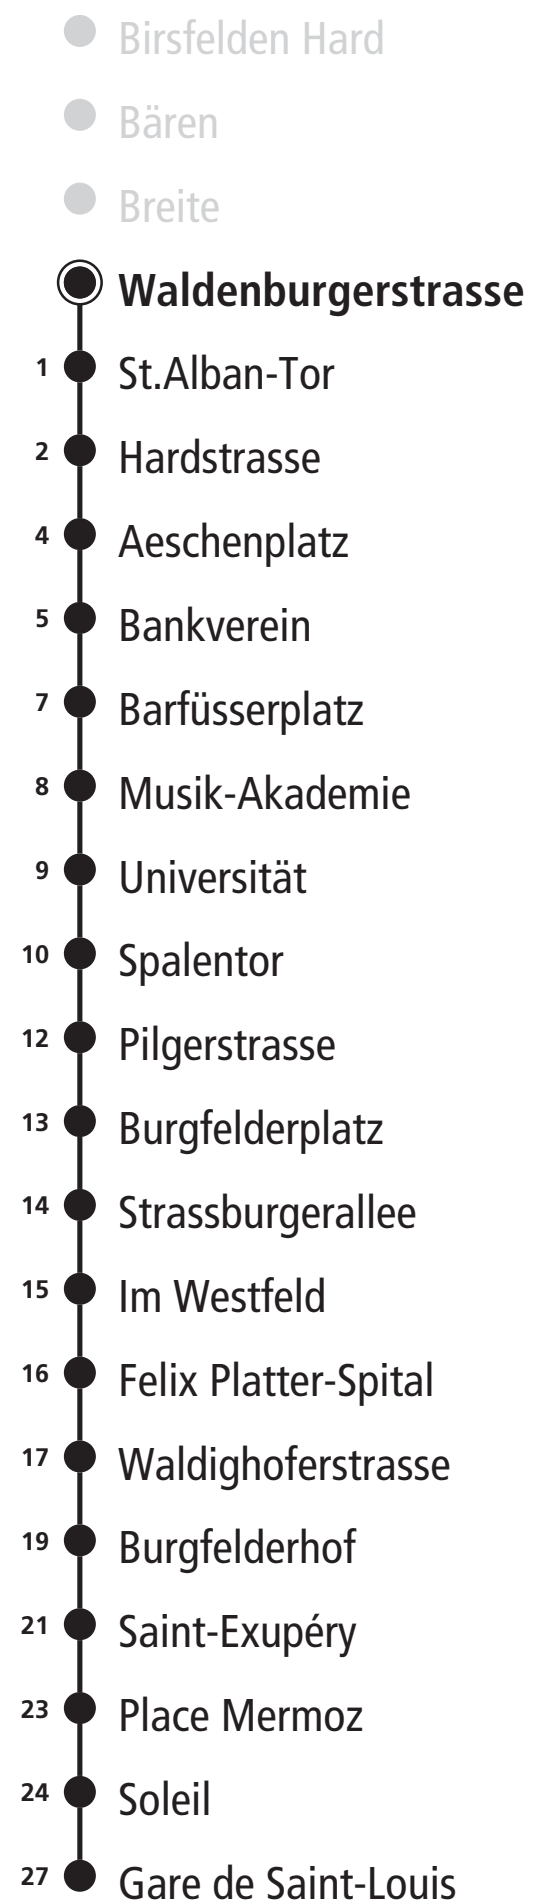 Birsfelden Hard
Bären
Breite
Waldenburgerstrasse
1 St.Alban-Tor
2 Hardstrasse
4 Aeschenplatz
5 Bankverein
7 Barfüsserplatz
8 Musik-Akademie
9 Universität
10 Spalentor
12 Pilgerstrasse
13 Burgfelderplatz
14 Strassburgerallee
15 Im Westfeld
16 Felix Platter-Spital
17 Waldighoferstrasse
19 Burgfelderhof
21 Saint-Exupéry
23 Place Mermoz
24 Soleil
27 Gare de Saint-Louis